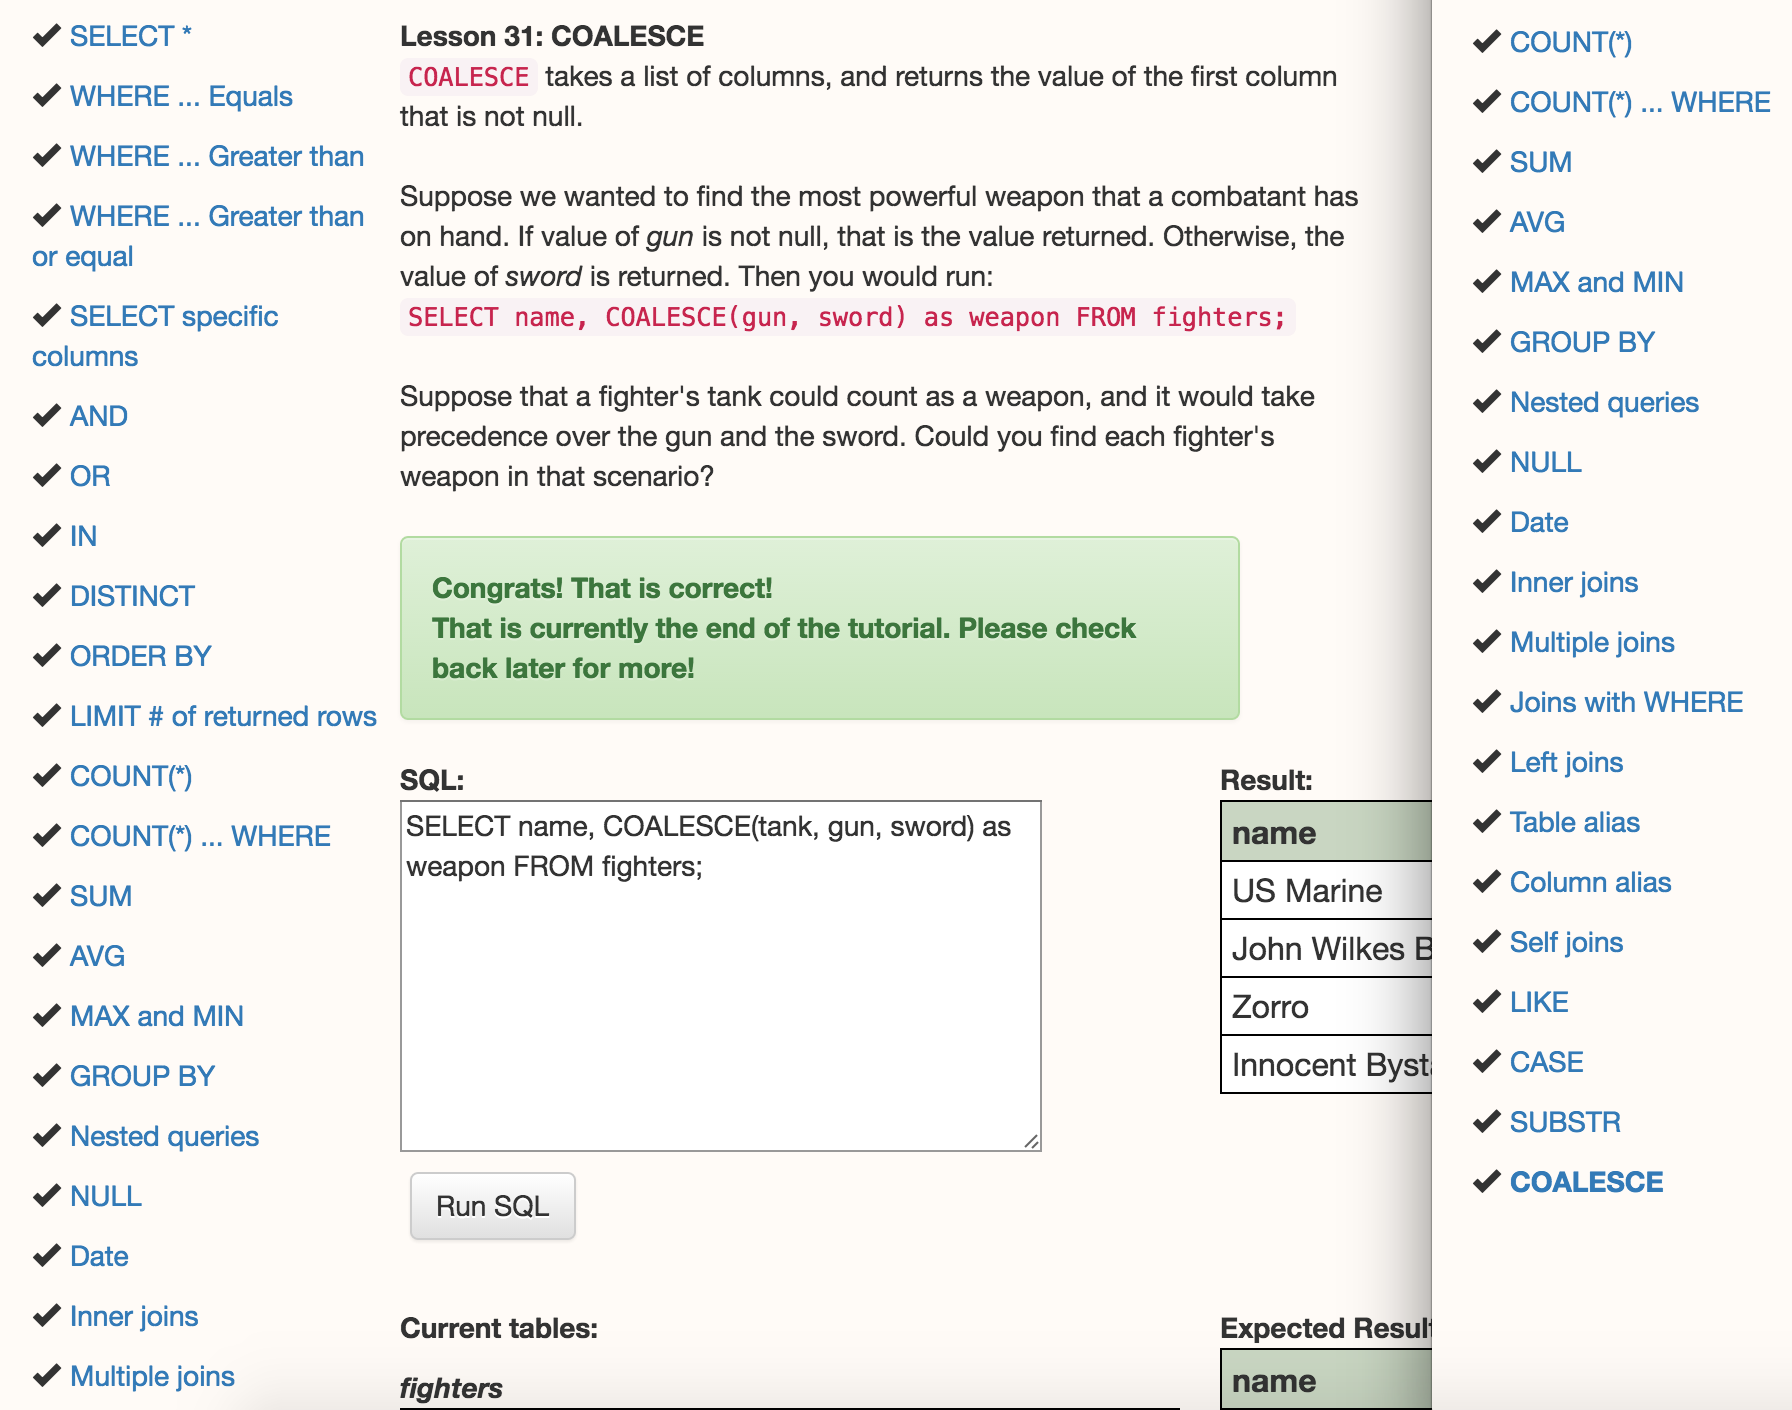 SELECT *
WHERE ... Equals
WHERE ... Greater than
WHERE ... Greater than
or equal
SELECT specific
columns
AND
OR
IN
DISTINCT
ORDER BY
LIMIT # of returned rows
COUNT(*)
COUNT(*) ... WHERE
SUM
AVG
MAX and MIN
GROUP BY
Nested queries
NULL
Date
Inner joins
Multiple joins
Lesson 31: COALESCE
COALESCE takes a list of columns, and returns the value of the first column
that is not null.
Suppose we wanted to find the most powerful weapon that a combatant has
on hand. If value of gun is not null, that is the value returned. Otherwise, the
value of sword is returned. Then you would run:
SELECT name, COALESCE(gun, sword) as weapon FROM fighters;
Suppose that a fighter's tank could count as a weapon, and it would take
precedence over the gun and the sword. Could you find each fighter's
weapon in that scenario?
Congrats! That is correct!
That is currently the end of the tutorial. Please check
back later for more!
SQL:
SELECT name, COALESCE(tank, gun, sword) as
weapon FROM fighters;
Run SQL
Current tables:
fighters
Result:
name
US Marine
John Wilkes B
Zorro
Innocent Byst
Expected Result
name
COUNT(*)
COUNT(*) ... WHERE
SUM
AVG
MAX and MIN
GROUP BY
Nested queries
NULL
Date
Inner joins
Multiple joins
Joins with WHERE
Left joins
Table alias
Column alias
Self joins
LIKE
CASE
SUBSTR
COALESCE